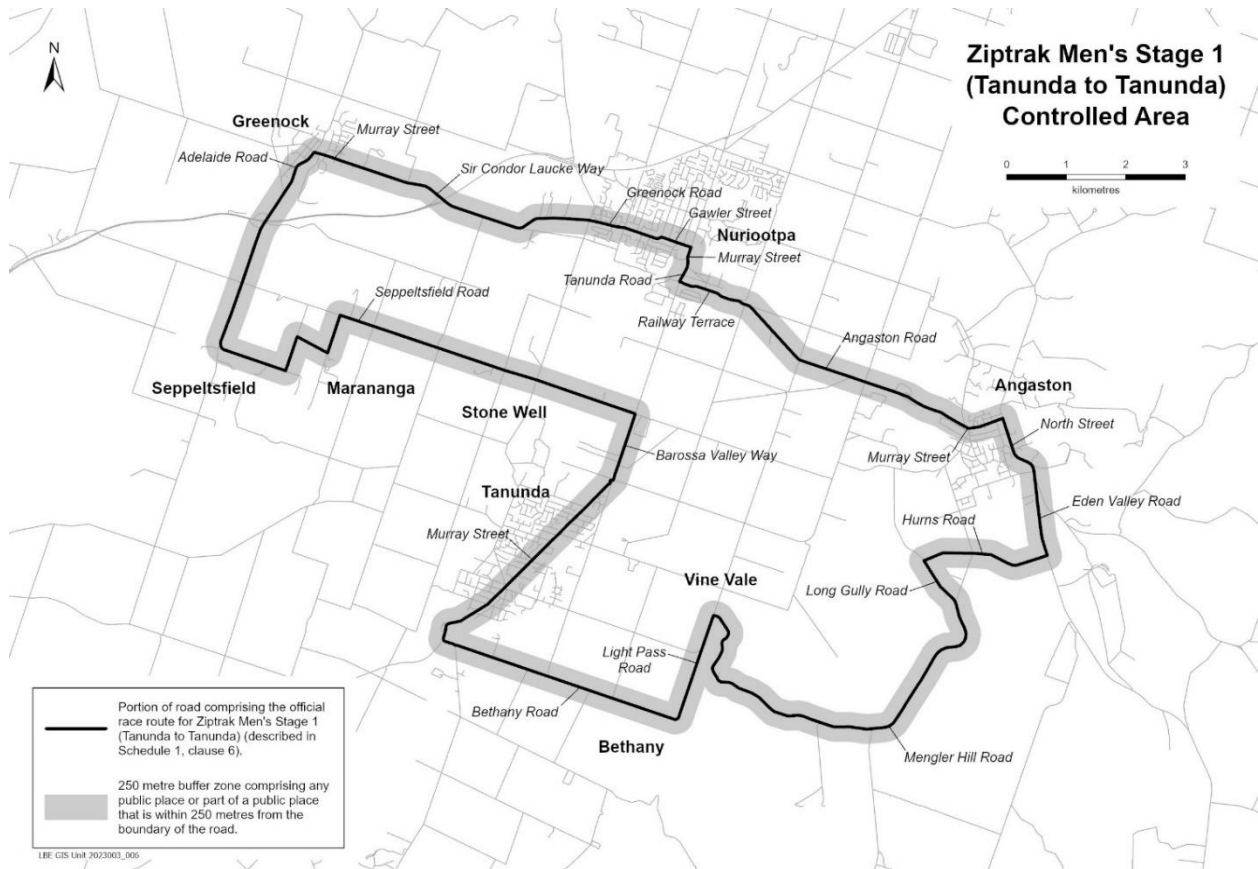 N
Ziptrak Men's Stage 1
(Tanunda to Tanunda)
Controlled Area
0 1 2 3
kilometres
Greenock
Murray Street
Adelaide Road
Sir Condor Laucke Way
Greenock Road
Gawler Street
Nuriootpa
Murray Street
Tanunda Road
Seppeltsfield Road
Railway Terrace
Angaston Road
Seppeltsfield
Marananga
Angaston
Stone Well
North Street
Murray Street
Barossa Valley Way
Tanunda
Eden Valley Road
Hurns Road
Murray Street
Vine Vale
Long Gully Road
Light Pass
Road
Bethany Road
Bethany
Mengler Hill Road
Portion of road comprising the official
race route for Ziptrak Men's Stage 1
(Tanunda to Tanunda) (described in
Schedule 1, clause 6).
250 metre buffer zone comprising any
public place or part of a public place
that is within 250 metres from the
boundary of the road.
LBE GIS Unit 2023003_006